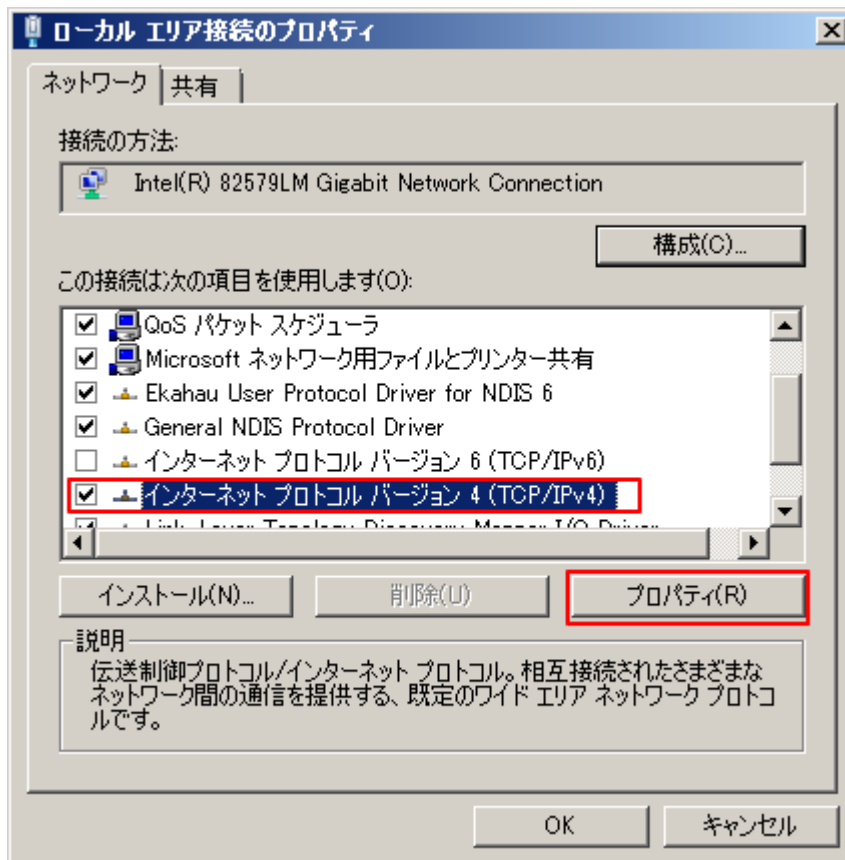 ローカル エリア接続のプロパティ
ネットワーク 共有
接続の方法:
Intel(R) 82579LM Gigabit Network Connection
構成(C)...
この接続は次の項目を使用します(O):
QoS パケット スケジューラ
Microsoft ネットワーク用ファイルとプリンター共有
Ekahau User Protocol Driver for NDIS 6
General NDIS Protocol Driver
インターネット プロトコル バージョン 6 (TCP/IPv6)
インターネット プロトコル バージョン 4 (TCP/IPv4)
Link-Layer Topology Discovery Mapper I/O Driver
インストール(N)... 削除(U) プロパティ(R)
説明
伝送制御プロトコル/インターネット プロトコル。相互接続されたさまざまな
ネットワーク間の通信を提供する、既定のワイド エリア ネットワーク プロトコ
ルです。
OK キャンセル